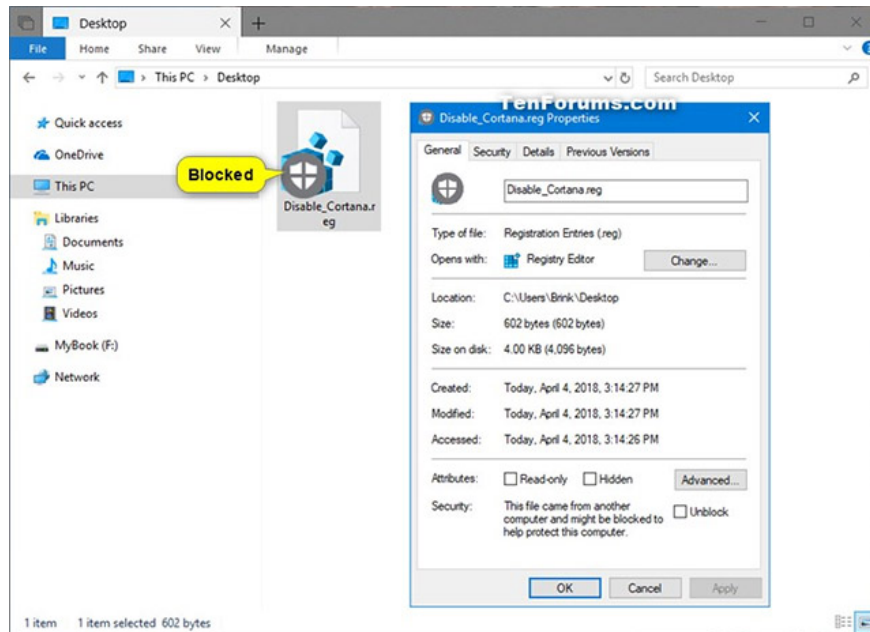 Desktop
File Home Share View Manage
This PC > Desktop
Search Desktop
TenForums.com
Quick access
OneDrive
This PC
Libraries
Documents
Music
Pictures
Videos
MyBook (F:)
Network
Blocked
Disable_Cortana.r
eg
Disable_Cortana.reg Properties
General Security Details Previous Versions
Disable_Cortana.reg
Type of file: Registration Entries (.reg)
Opens with: Registry Editor Change...
Location: C:\Users\Brink\Desktop
Size: 602 bytes (602 bytes)
Size on disk: 4.00 KB (4,096 bytes)
Created: Today, April 4, 2018, 3:14:27 PM
Modified: Today, April 4, 2018, 3:14:27 PM
Accessed: Today, April 4, 2018, 3:14:26 PM
Attributes: Read-only Hidden Advanced...
Security: This file came from another
computer and might be blocked to
help protect this computer.
Unblock
OK Cancel Apply
1 item 1 item selected 602 bytes